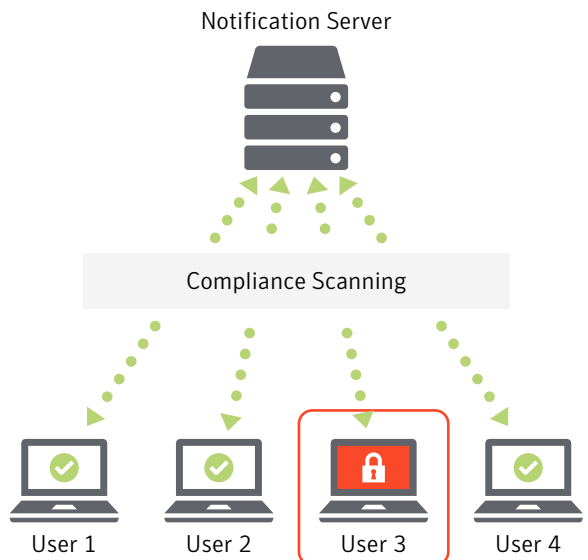 Notification Server
Compliance Scanning
User 1
User 2
User 3
User 4